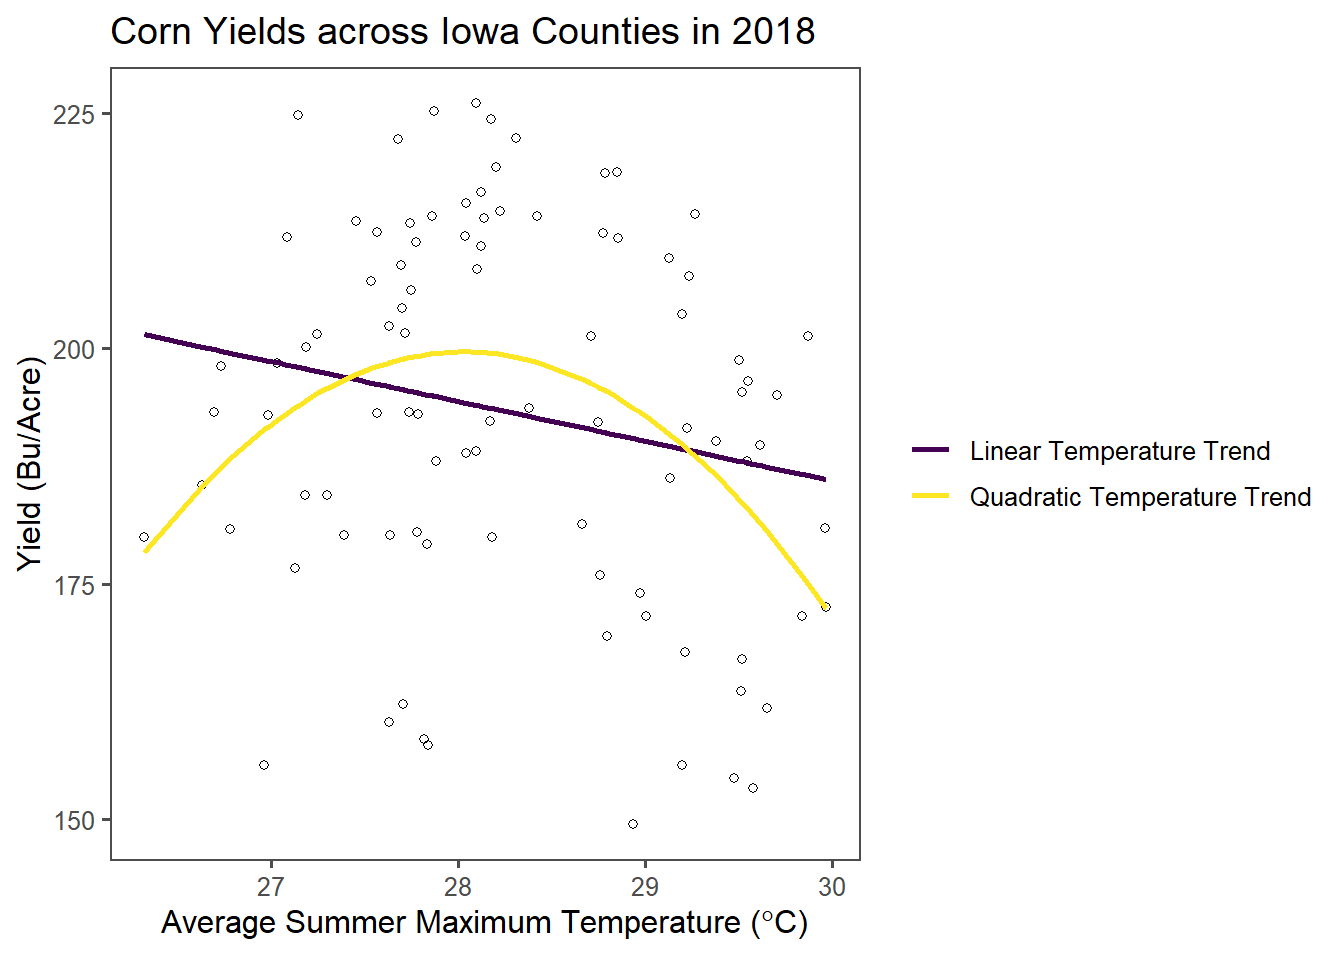 Corn Yields across Iowa Counties in 2018
Yield (Bu/Acre)
225
200
175
150
27
28
29
30
Average Summer Maximum Temperature (°C)
Linear Temperature Trend
Quadratic Temperature Trend